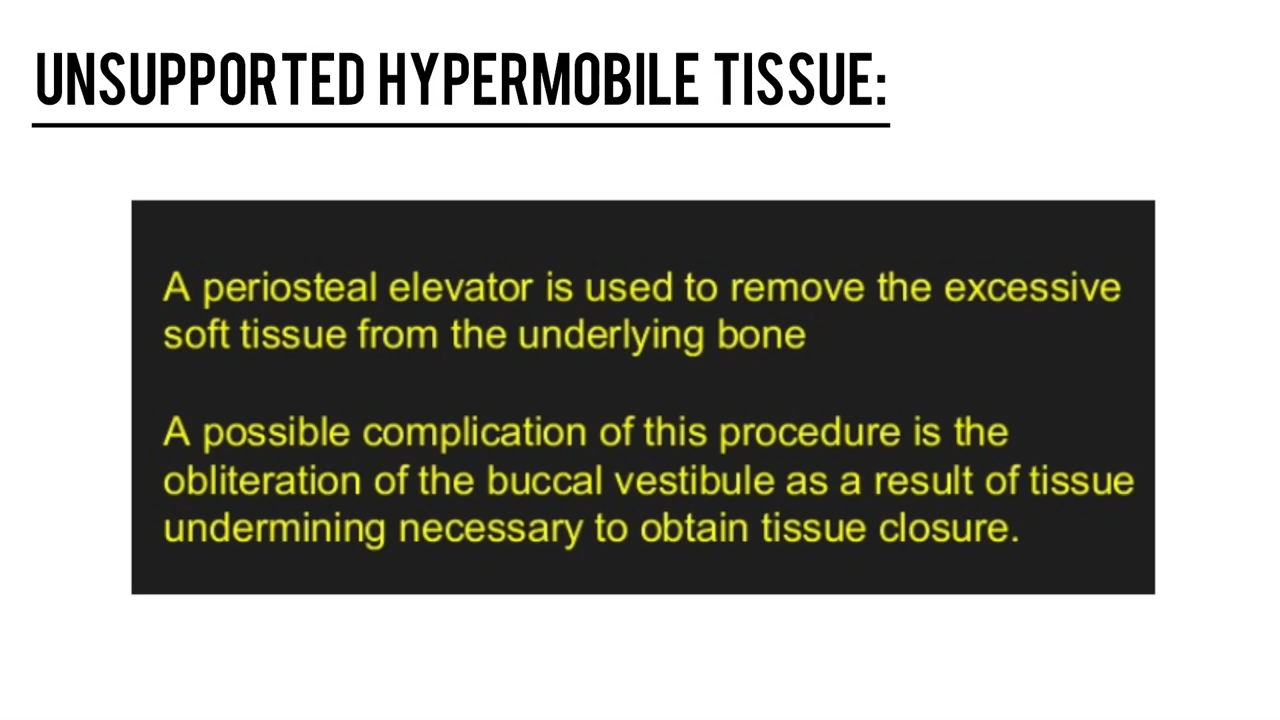 UNSUPPORTED HYPERMOBILE TISSUE:
A periosteal elevator is used to remove the excessive
soft tissue from the underlying bone
A possible complication of this procedure is the
obliteration of the buccal vestibule as a result of tissue
undermining necessary to obtain tissue closure.